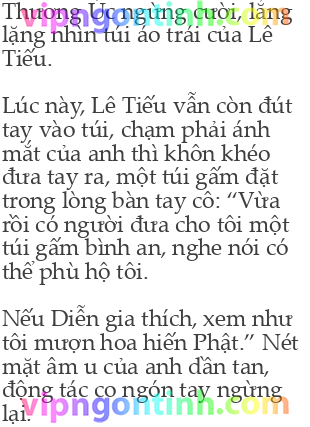 Thương Úc ngừng cười, lẳng
vipngontinh.com
lặng nhìn túi áo trái của Lê
Tiếu.
Lúc này, Lê Tiếu vẫn còn đút
tay vào túi, chạm phải ánh
mắt của anh thì khôn khéo
đưa tay ra, một túi gấm đặt
trong lòng bàn tay cô: “Vừa
rồi có người đưa cho tôi một
túi gấm bình an, nghe nói có
thể phù hộ tôi.
Nếu Diễn gia thích, xem như
tôi mượn hoa hiến Phật.” Nét
mặt âm u của anh dần tan,
động tác co ngón tay ngừng
vipngontinh.com
lại.